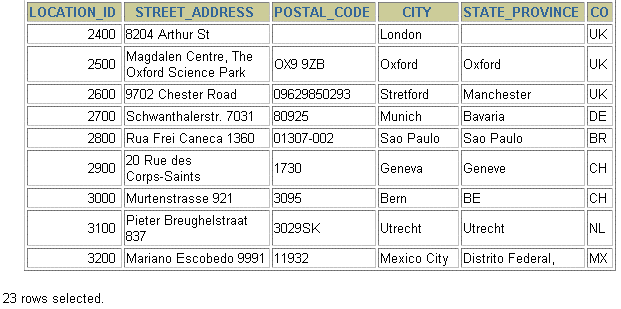 LOCATION_ID STREET_ADDRESS POSTAL_CODE CITY STATE_PROVINCE CO
2400 8204 Arthur St London UK
2500 Magdalen Centre, The
Oxford Science Park OX9 9ZB Oxford Oxford UK
2600 9702 Chester Road 09629850293 Stretford Manchester UK
2700 Schwanthalerstr. 7031 80925 Munich Bavaria DE
2800 Rua Frei Caneca 1360 01307-002 Sao Paulo Sao Paulo BR
2900 20 Rue des
Corps-Saints 1730 Geneva Geneve CH
3000 Murtenstrasse 921 3095 Bern BE CH
3100 Pieter Breughelstraat
837 3029SK Utrecht Utrecht NL
3200 Mariano Escobedo 9991 11932 Mexico City Distrito Federal, MX
23 rows selected.